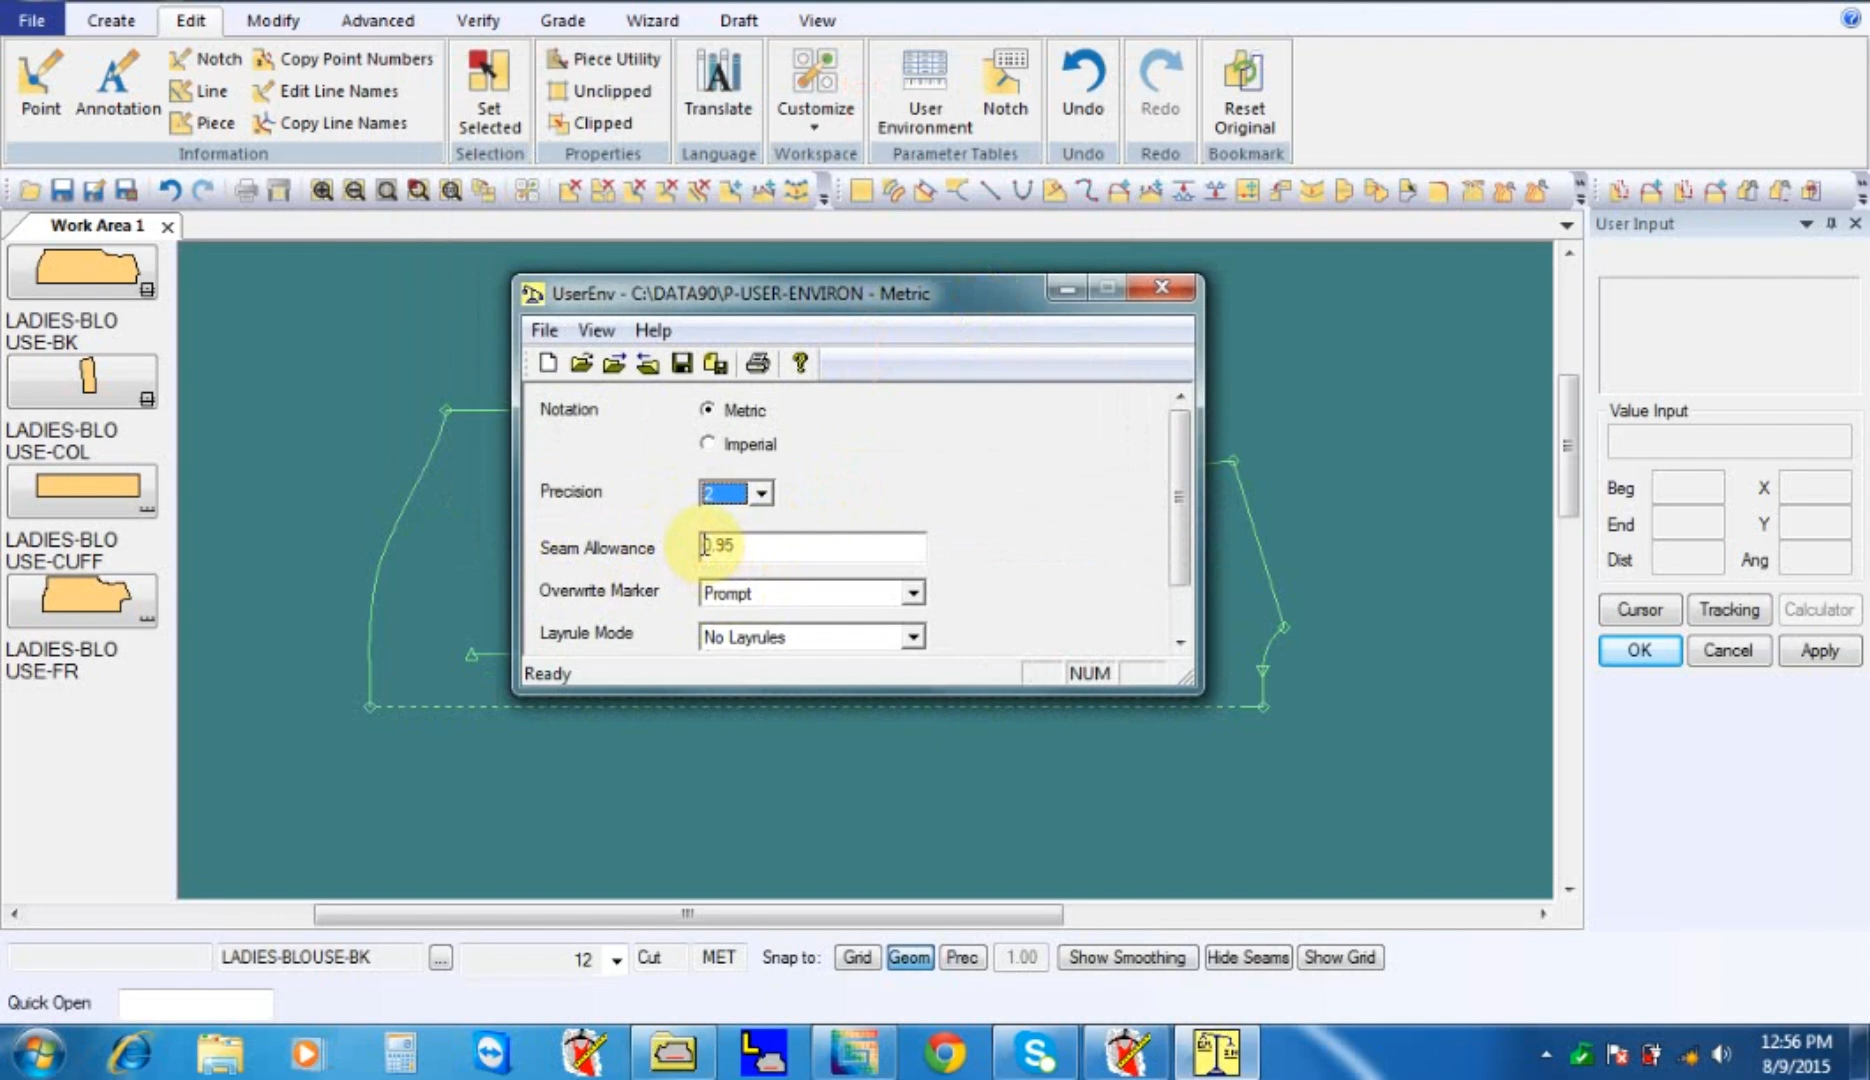 File Create Edit Modify Advanced Verify Grade Wizard Draft View
Point
Annotation
Notch
Line
Piece
Copy Point Numbers
Edit Line Names
Copy Line Names
Information
Set
Selected
Selection
Piece Utility
Unclipped
Clipped
Properties
Translate
Language
Customize
Workspace
User
Environment
Notch
Parameter Tables
Undo
Undo
Redo
Redo
Reset
Original
Bookmark
Work Area 1
LADIES-BLO
USE-BK
LADIES-BLO
USE-COL
LADIES-BLO
USE-CUFF
LADIES-BLO
USE-FR
UserEnv - C:\DATA90\P-USER-ENVIRON - Metric
File View Help
Notation
Metric
Imperial
Precision
2
Seam Allowance
0.95
Overwrite Marker
Prompt
Layrule Mode
No Layrules
Ready
NUM
User Input
Value Input
Beg X
End Y
Dist Ang
Cursor Tracking Calculator
OK Cancel Apply
LADIES-BLOUSE-BK ... 12 Cut MET Snap to: Grid Geom Prec 1.00 Show Smoothing Hide Seams Show Grid
Quick Open
12:56 PM
8/9/2015